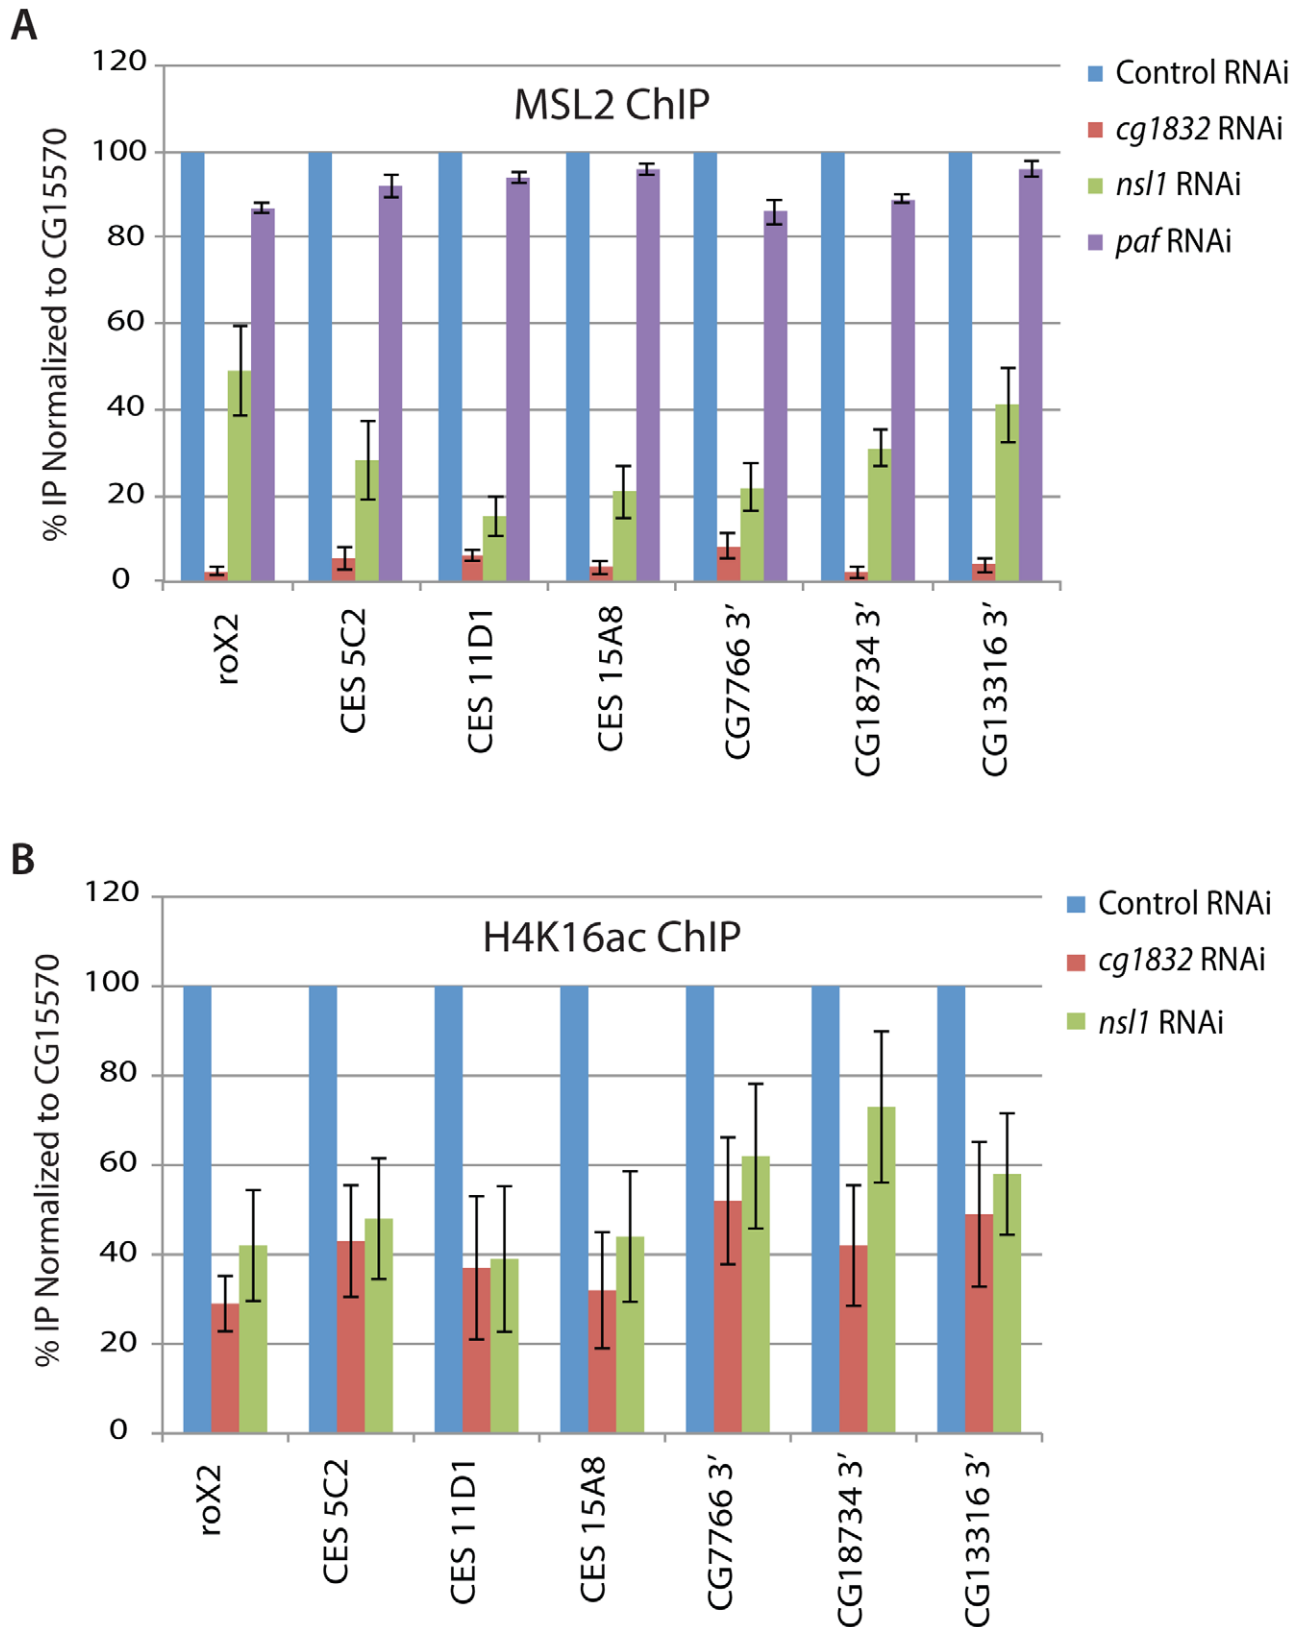 A
120
100
80
60
40
20
0
% IP Normalized to CG15570
MSL2 ChIP
Control RNAi
cg1832 RNAi
nsl1 RNAi
paf RNAi
roX2
CES 5C2
CES 11D1
CES 15A8
CG7766 3′
CG18734 3′
CG13316 3′
B
120
100
80
60
40
20
0
% IP Normalized to CG15570
H4K16ac ChIP
Control RNAi
cg1832 RNAi
nsl1 RNAi
roX2
CES 5C2
CES 11D1
CES 15A8
CG7766 3′
CG18734 3′
CG13316 3′